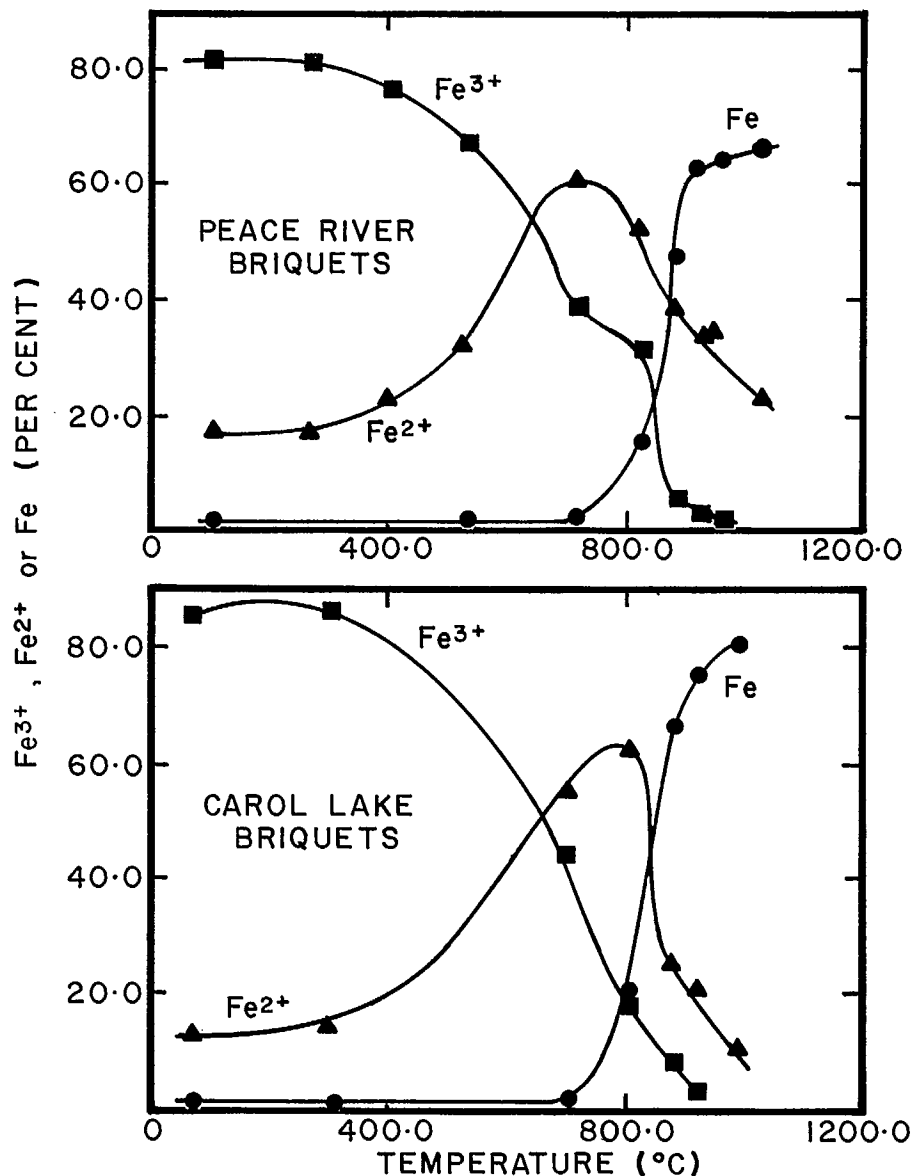 80·0
60·0
40·0
20·0
Fe3+
Fe
PEACE RIVER
BRIQUETS
Fe2+
0 400·0 800·0 1200·0
Fe3+ , Fe2+ or Fe (PER CENT)
80·0
60·0
40·0
20·0
Fe3+
Fe
CAROL LAKE
BRIQUETS
Fe2+
0 400·0 800·0 1200·0
TEMPERATURE (°C)